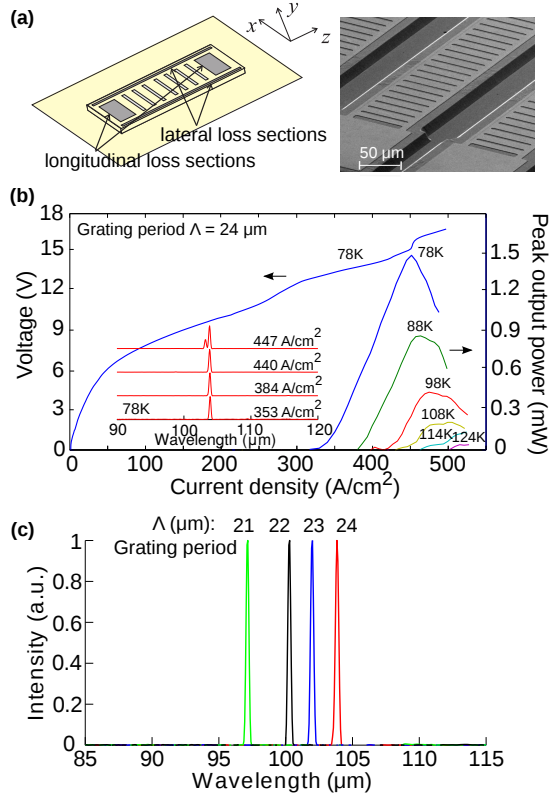 (a)
x
y
z
lateral loss sections
longitudinal loss sections
50 μm
(b)
Grating period Λ = 24 μm
18
15
12
9
6
3
0
Voltage (V)
78K
78K
88K
98K
108K
114K
124K
1.5
1.2
0.9
0.6
0.3
0
Peak output power (mW)
447 A/cm²
440 A/cm²
384 A/cm²
353 A/cm²
78K
90 100 110 120
Wavelength (μm)
0 100 200 300 400 500
Current density (A/cm²)
(c)
Λ (μm): 21 22 23 24
Grating period
1
0.8
0.6
0.4
0.2
0
Intensity (a.u.)
85 90 95 100 105 110 115
Wavelength (μm)